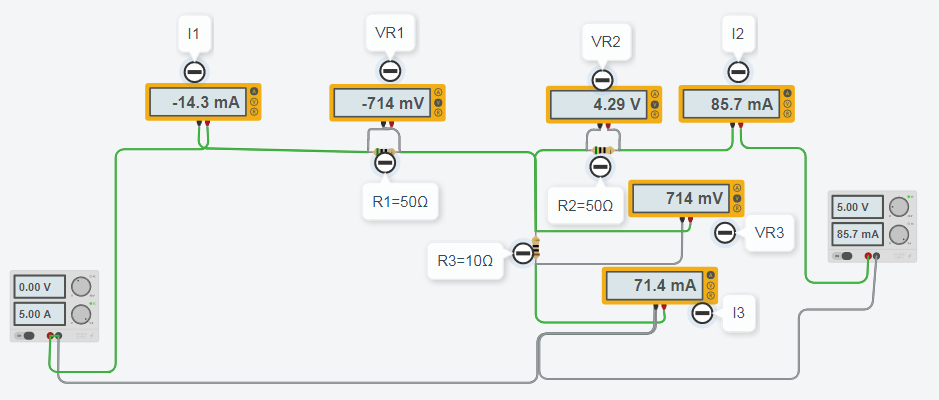 I1
VR1
VR2
I2
-14.3 mA
-714 mV
4.29 V
85.7 mA
A
V
R
A
V
R
A
V
R
A
V
R
R1=50Ω
R2=50Ω
714 mV
A
V
R
VR3
5.00 V
85.7 mA
R3=10Ω
71.4 mA
A
V
R
I3
0.00 V
5.00 A